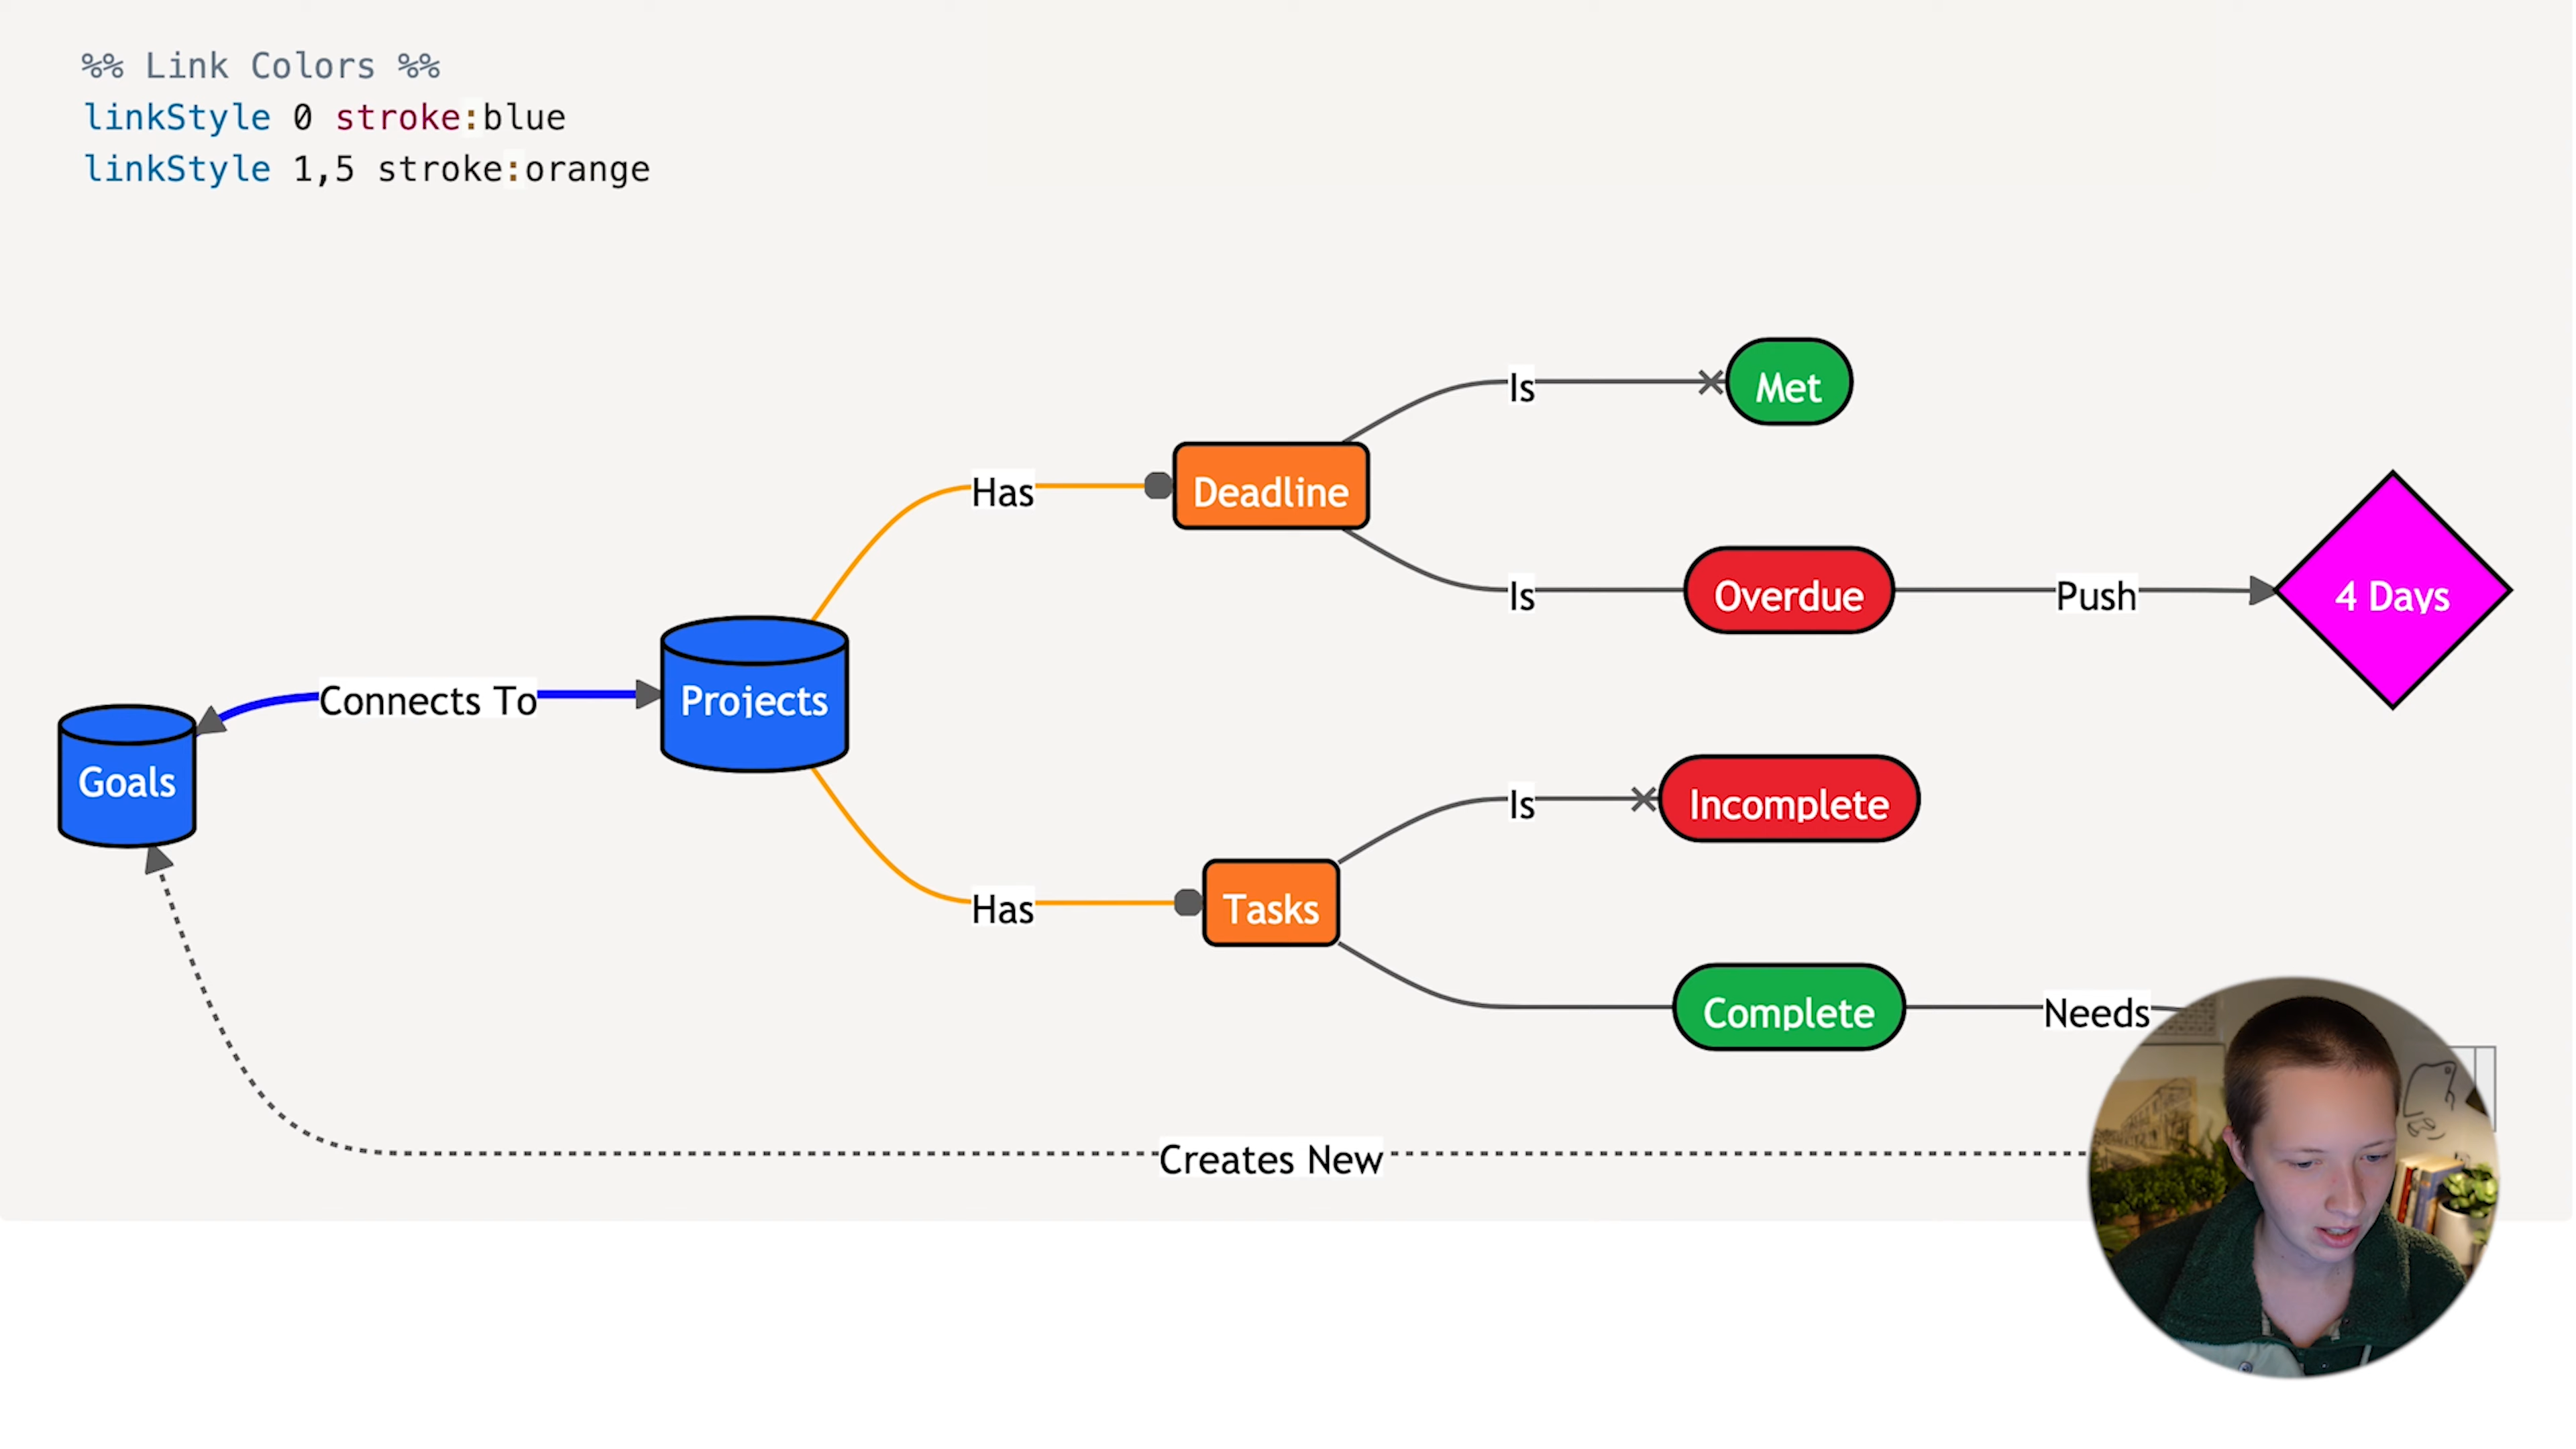 %% Link Colors %%
linkStyle 0 stroke:blue
linkStyle 1,5 stroke:orange
Is
Met
Has
Deadline
Is
Overdue
Push
4 Days
Connects To
Projects
Goals
Is
Incomplete
Has
Tasks
Complete
Needs
Creates New